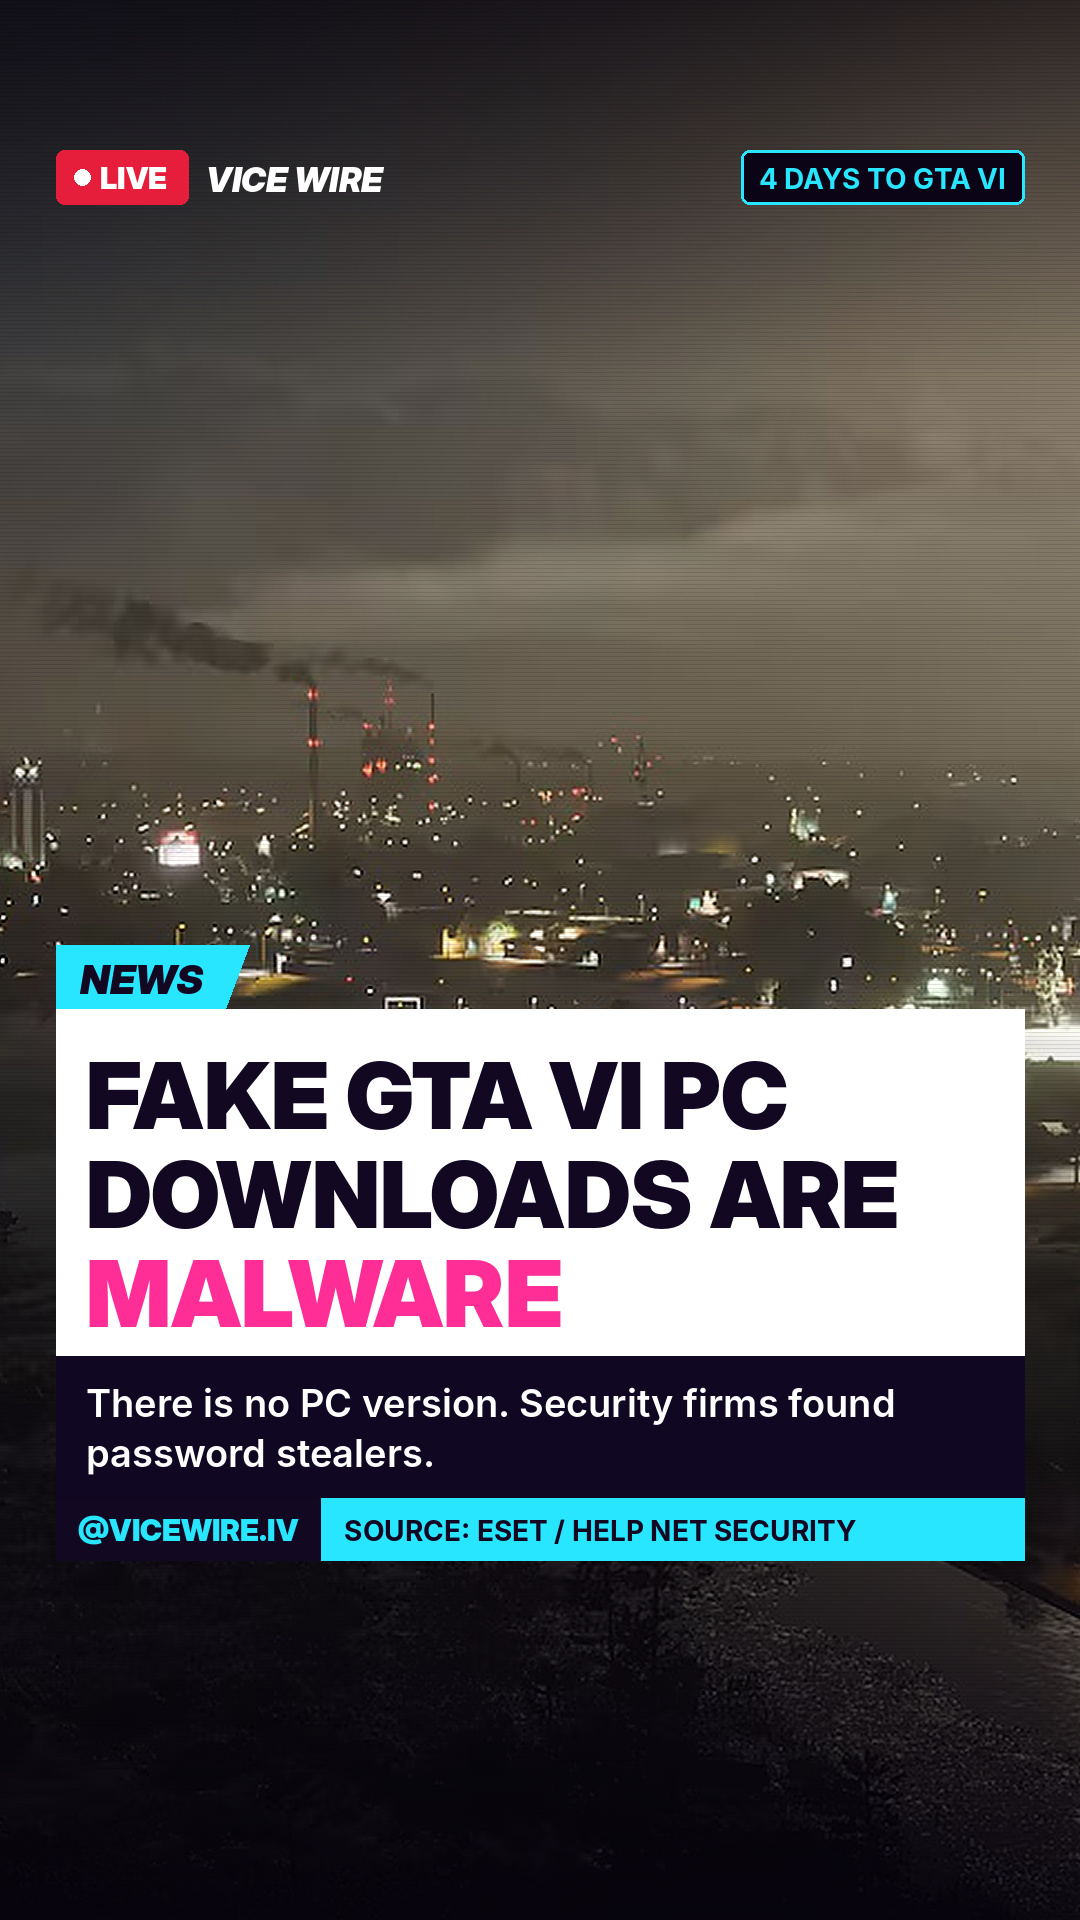 LIVE VICE WIRE
4 DAYS TO GTA VI
NEWS
FAKE GTA VI PC
DOWNLOADS ARE
MALWARE
There is no PC version. Security firms found
password stealers.
@VICEWIRE.IV
SOURCE: ESET / HELP NET SECURITY